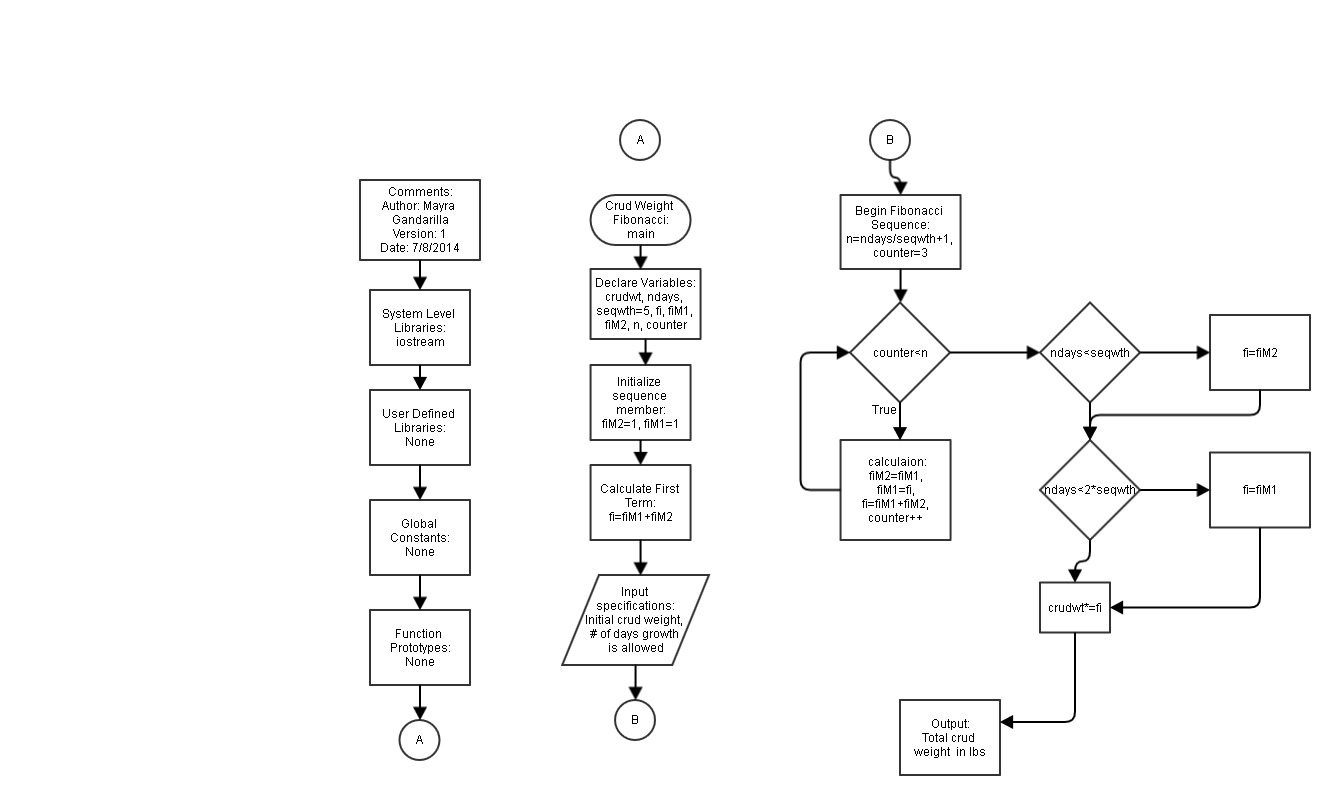 Comments:
Author: Mayra
Gandarilla
Version: 1
Date: 7/8/2014
System Level
Libraries:
iostream
User Defined
Libraries:
None
Global
Constants:
None
Function
Prototypes:
None
A
A
Crud Weight
Fibonacci:
main
Declare Variables:
crudwt, ndays,
seqwth=5, fi, fiM1,
fiM2, n, counter
Initialize
sequence
member:
fiM2=1, fiM1=1
Calculate First
Term:
fi=fiM1+fiM2
Input
specifications:
Initial crud weight,
# of days growth
is allowed
B
B
Begin Fibonacci
Sequence:
n=ndays/seqwth+1,
counter=3
counter<n
True
calculaion:
fiM2=fiM1,
fiM1=fi,
fi=fiM1+fiM2,
counter++
ndays<seqwth
fi=fiM2
ndays<2*seqwth
fi=fiM1
crudwt*=fi
Output:
Total crud
weight in lbs